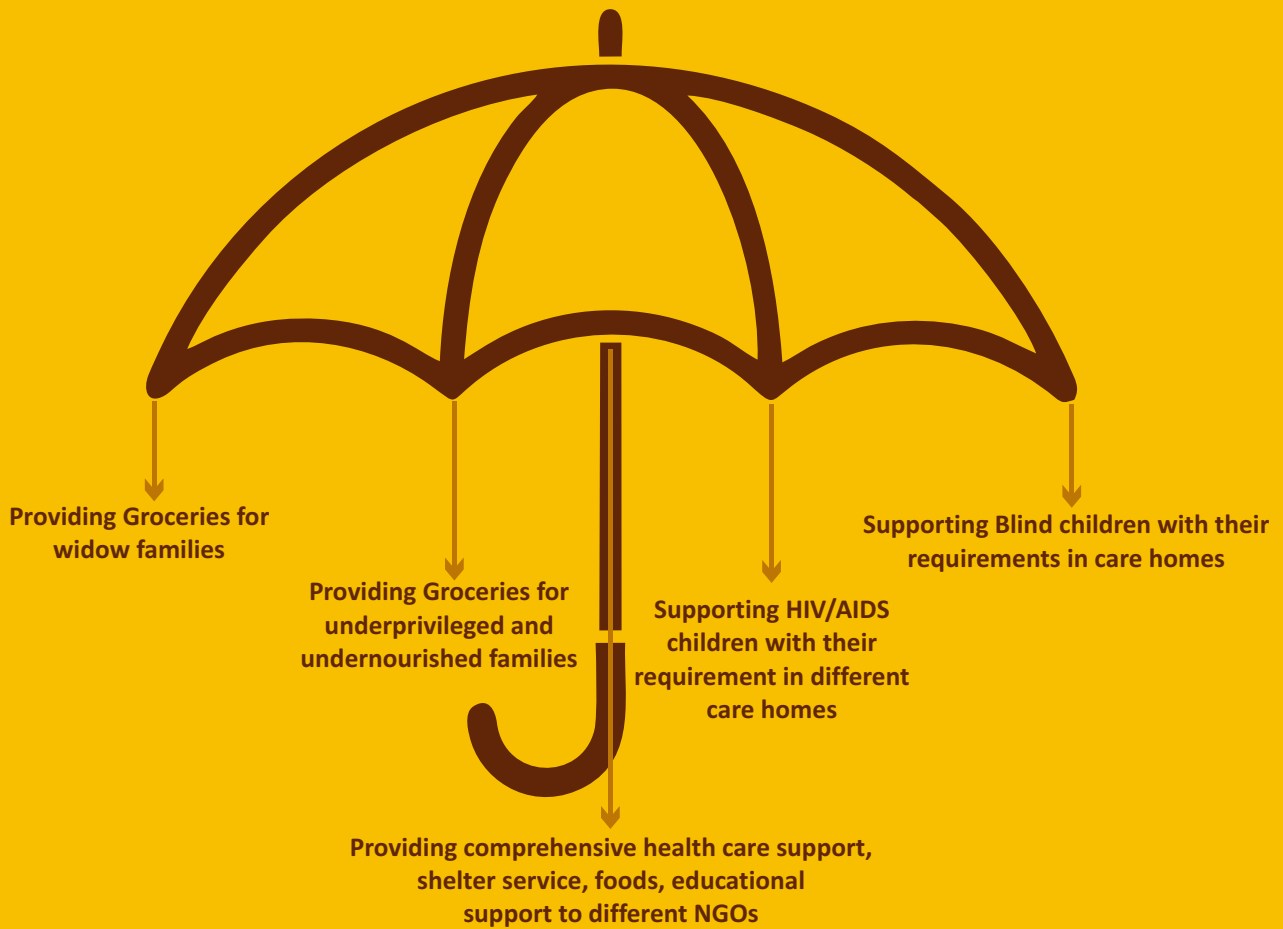 Providing Groceries for
widow families
Providing Groceries for
underprivileged and
undernourished families
Providing comprehensive health care support,
shelter service, foods, educational
support to different NGOs
Supporting HIV/AIDS
children with their
requirement in different
care homes
Supporting Blind children with their
requirements in care homes